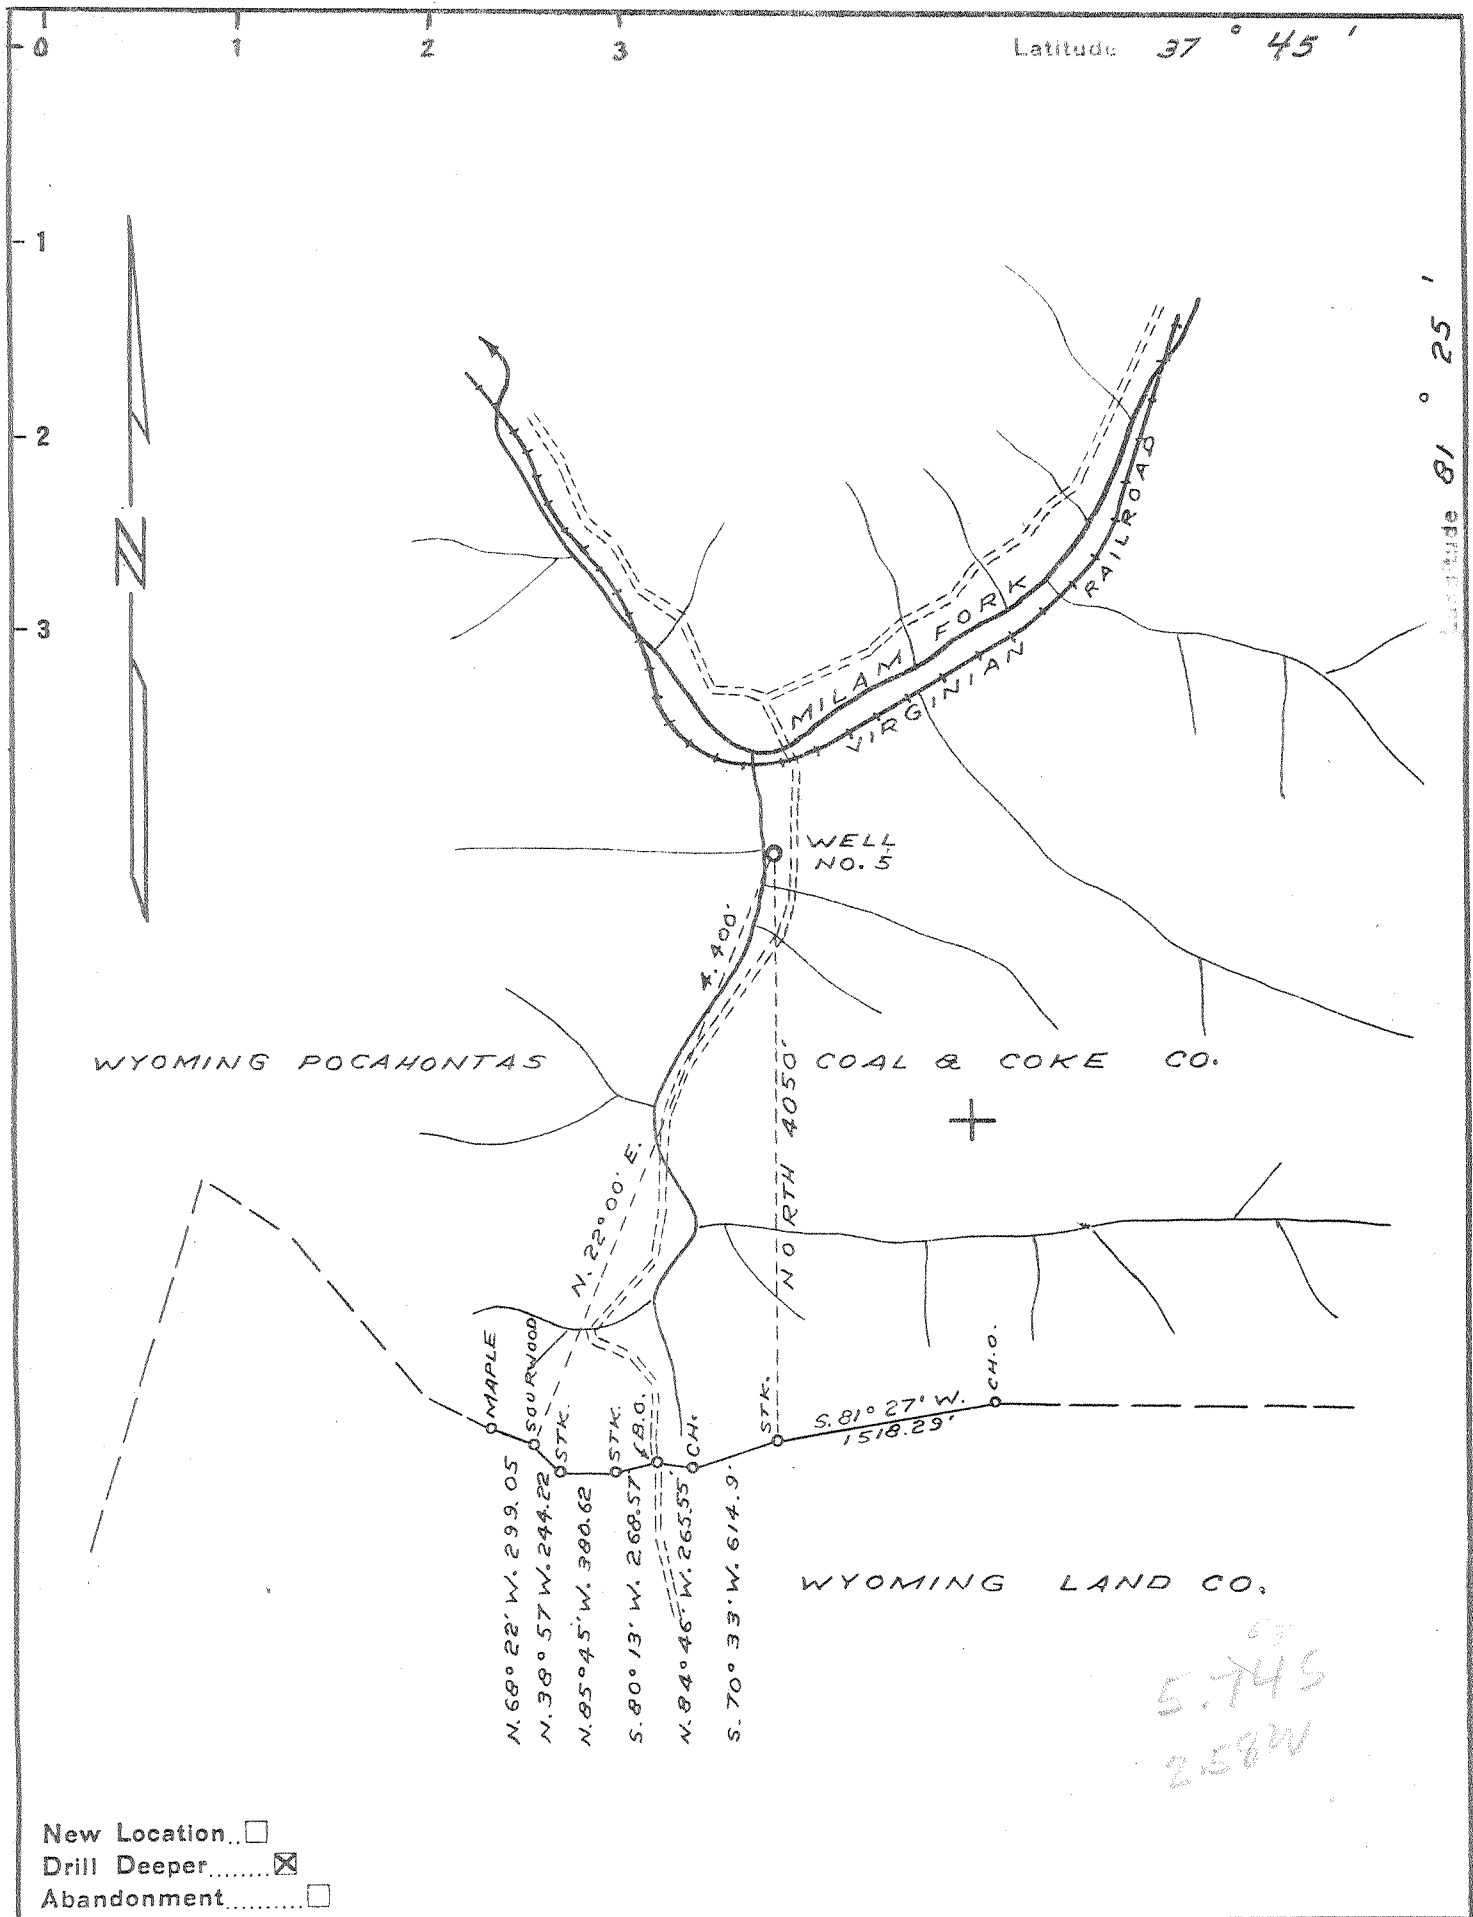 0 1 2 3 Latitude 37° 45'
1
2
3
N
Longitude 81° 25'
RAILROAD
MILAM FORK
VIRGINIAN
WELL
NO. 5
4.400'
WYOMING POCAHONTAS COAL & COKE CO.
NORTH 4050'
N. 22° 00' E.
MAPLE
SOURWOOD
STK.
STK.
B.O.
CH.
STK.
S. 81° 27' W.
1518.29'
CH.O.
N. 68° 22' W. 299.05
N. 38° 57 W. 244.22
N. 85° 45' W. 380.62
S. 80° 13' W. 268.57'
N. 84° 46' W. 265.55'
S. 70° 33' W. 614.9'
WYOMING LAND CO.
2.58W
New Location..
Drill Deeper.......
Abandonment..........